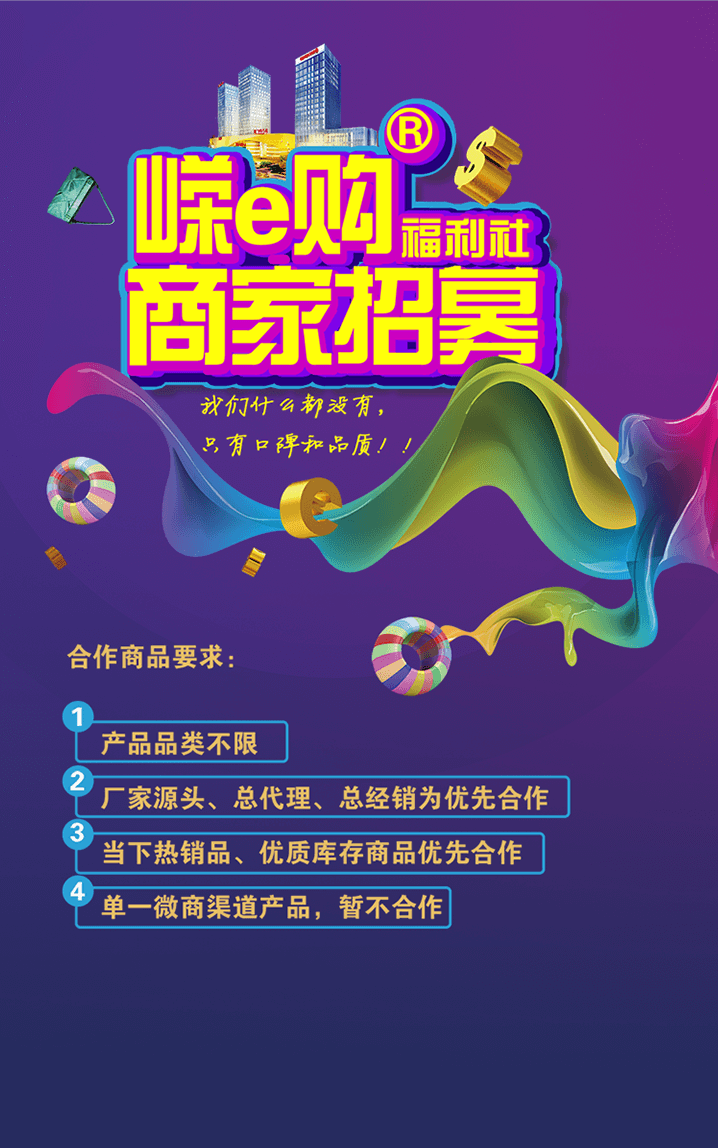 嵘e购®福利社
商家招募
我们什么都没有，
只有口碑和品质！！
合作商品要求：
1 产品品类不限
2 厂家源头、总代理、总经销为优先合作
3 当下热销品、优质库存商品优先合作
4 单一微商渠道产品，暂不合作